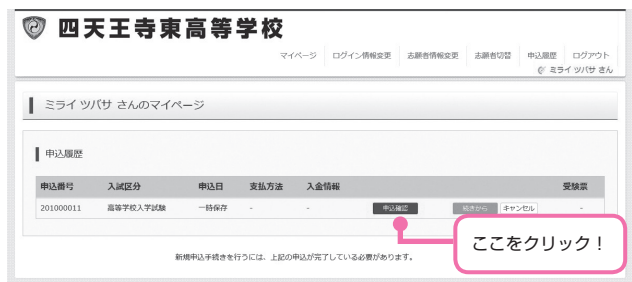 四天王寺東高等学校
マイページ ログイン情報変更 志願者情報変更 志願者切替 申込履歴 ログアウト
ミライ ツバサ さん
ミライ ツバサ さんのマイページ
申込履歴
申込番号 入試区分 申込日 支払方法 入金情報 受験票
201000011 高等学校入学試験 一時保存 - - 申込確認 続きから キャンセル -
ここをクリック！
新規申込手続きを行うには、上記の申込が完了している必要があります。